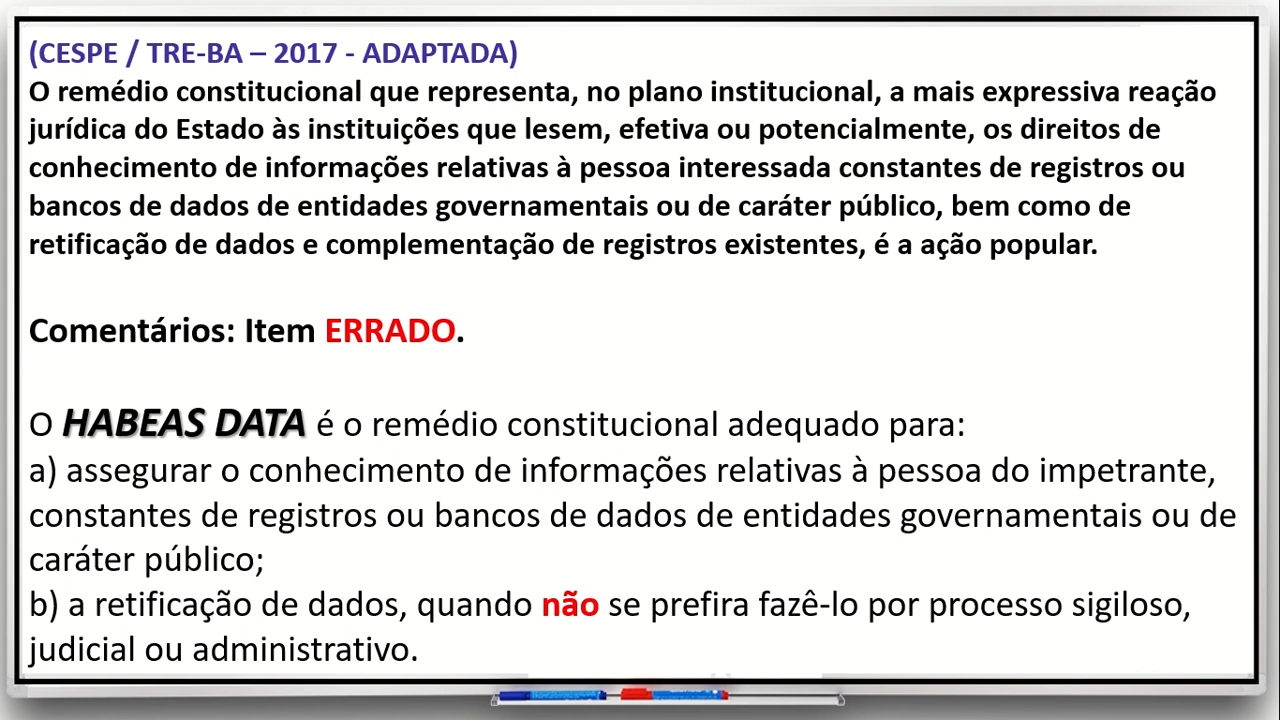 (CESPE / TRE-BA – 2017 - ADAPTADA)
O remédio constitucional que representa, no plano institucional, a mais expressiva reação
jurídica do Estado às instituições que lesem, efetiva ou potencialmente, os direitos de
conhecimento de informações relativas à pessoa interessada constantes de registros ou
bancos de dados de entidades governamentais ou de caráter público, bem como de
retificação de dados e complementação de registros existentes, é a ação popular.
Comentários: Item ERRADO.
O HABEAS DATA é o remédio constitucional adequado para:
a) assegurar o conhecimento de informações relativas à pessoa do impetrante,
constantes de registros ou bancos de dados de entidades governamentais ou de
caráter público;
b) a retificação de dados, quando não se prefira fazê-lo por processo sigiloso,
judicial ou administrativo.